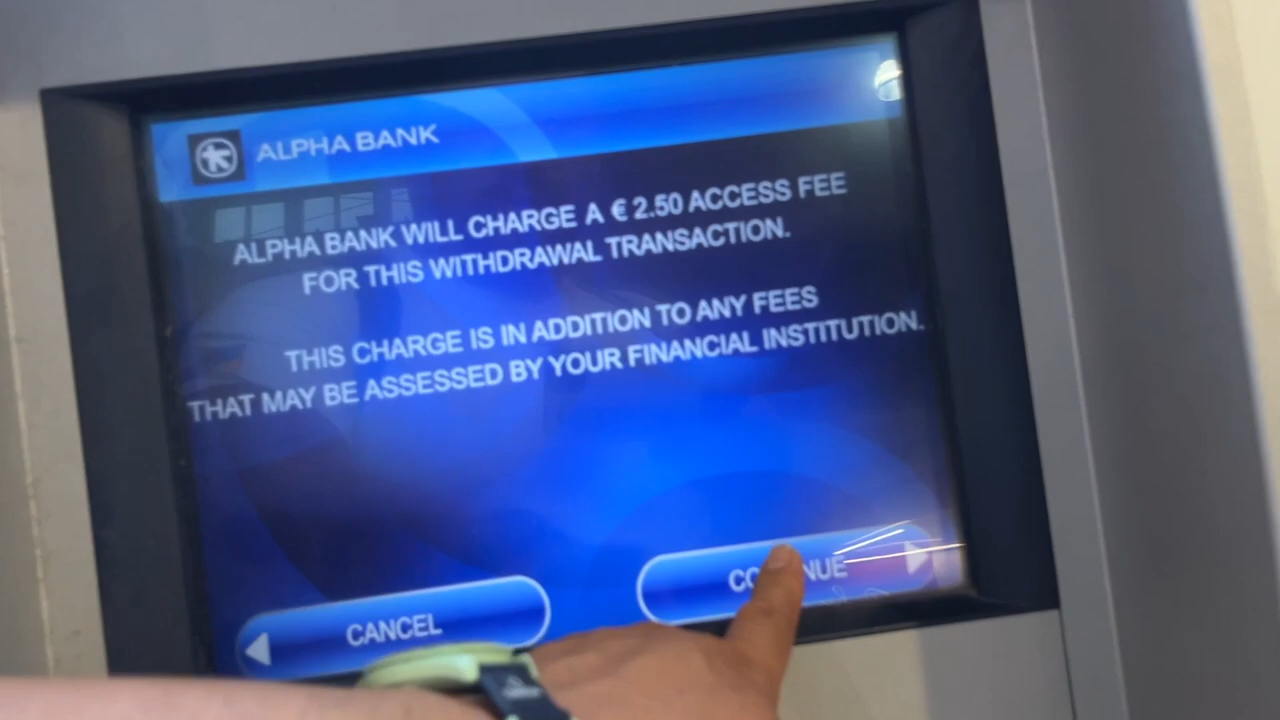 ALPHA BANK
ALPHA BANK WILL CHARGE A € 2.50 ACCESS FEE
FOR THIS WITHDRAWAL TRANSACTION.
THIS CHARGE IS IN ADDITION TO ANY FEES
THAT MAY BE ASSESSED BY YOUR FINANCIAL INSTITUTION.
CANCEL
CONTINUE